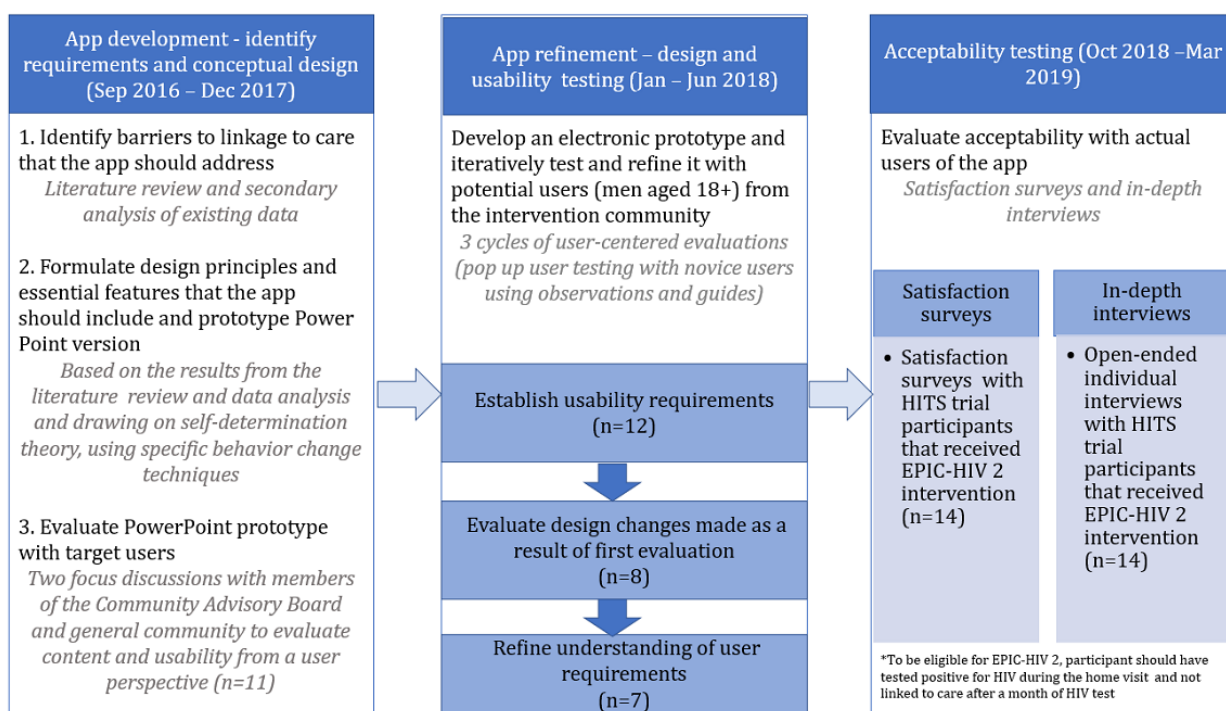 App development - identify
requirements and conceptual design
(Sep 2016 – Dec 2017)
1. Identify barriers to linkage to care
that the app should address
Literature review and secondary
analysis of existing data
2. Formulate design principles and
essential features that the app
should include and prototype Power
Point version
Based on the results from the
literature review and data analysis
and drawing on self-determination
theory, using specific behavior change
techniques
3. Evaluate PowerPoint prototype
with target users
Two focus discussions with members
of the Community Advisory Board
and general community to evaluate
content and usability from a user
perspective (n=11)
App refinement – design and
usability testing (Jan – Jun 2018)
Develop an electronic prototype and
iteratively test and refine it with
potential users (men aged 18+) from
the intervention community
3 cycles of user-centered evaluations
(pop up user testing with novice users
using observations and guides)
Establish usability requirements
(n=12)
Evaluate design changes made as a
result of first evaluation
(n=8)
Refine understanding of user
requirements
(n=7)
Acceptability testing (Oct 2018 –Mar
2019)
Evaluate acceptability with actual
users of the app
Satisfaction surveys and in-depth
interviews
Satisfaction
surveys
• Satisfaction
surveys with
HITS trial
participants
that received
EPIC-HIV 2
intervention
(n=14)
In-depth
interviews
• Open-ended
individual
interviews
with HITS
trial
participants
that received
EPIC-HIV 2
intervention
(n=14)
*To be eligible for EPIC-HIV 2, participant should have
tested positive for HIV during the home visit and not
linked to care after a month of HIV test